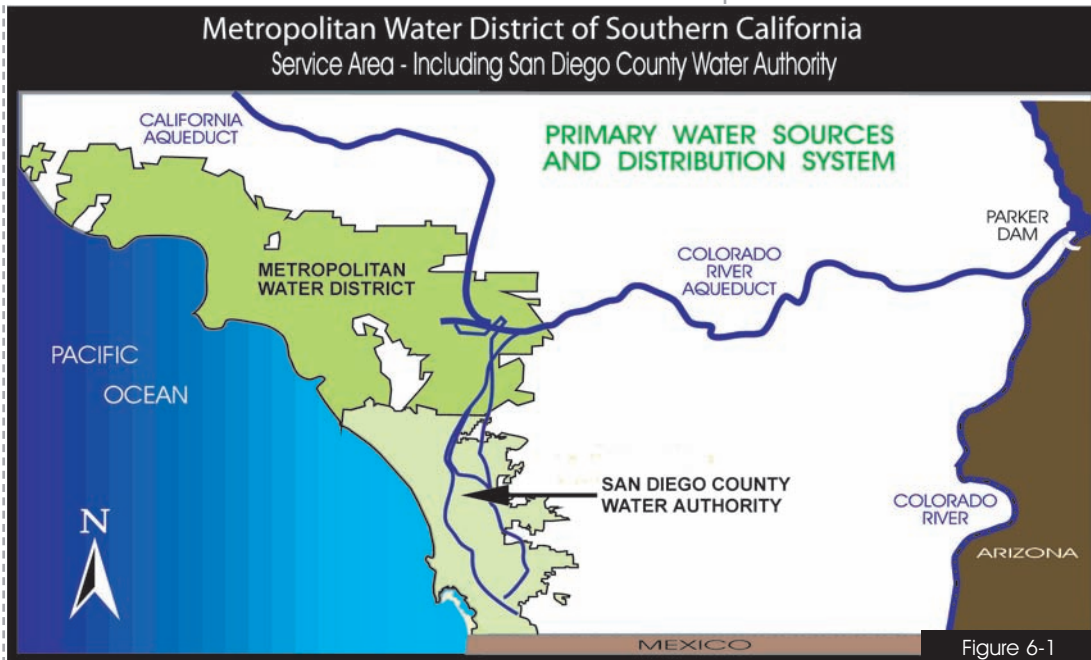 Metropolitan Water District of Southern California
Service Area - Including San Diego County Water Authority
CALIFORNIA
AQUEDUCT
PRIMARY WATER SOURCES
AND DISTRIBUTION SYSTEM
PARKER
DAM
METROPOLITAN
WATER DISTRICT
COLORADO
RIVER
AQUEDUCT
PACIFIC
OCEAN
SAN DIEGO COUNTY
WATER AUTHORITY
COLORADO
RIVER
N
ARIZONA
MEXICO
Figure 6-1